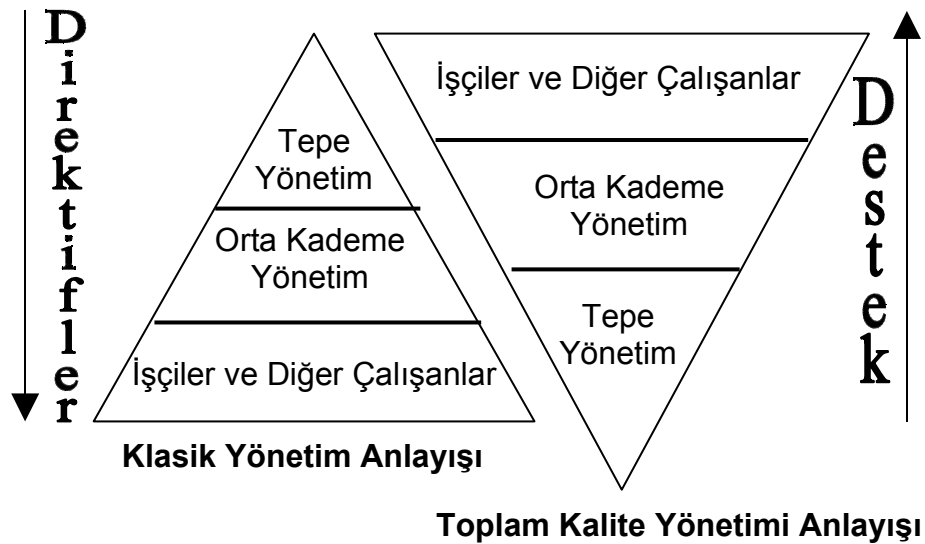 Direktifler
Tepe
Yönetim
Orta Kademe
Yönetim
İşçiler ve Diğer Çalışanlar
Klasik Yönetim Anlayışı
İşçiler ve Diğer Çalışanlar
Orta Kademe
Yönetim
Tepe
Yönetim
Destek
Toplam Kalite Yönetimi Anlayışı